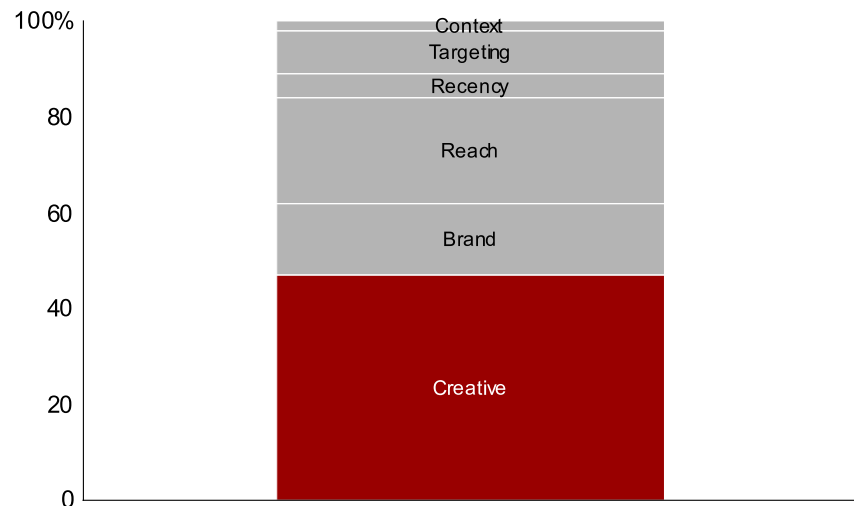 100%
Context
Targeting
Recency
80
Reach
60
Brand
40
Creative
20
0